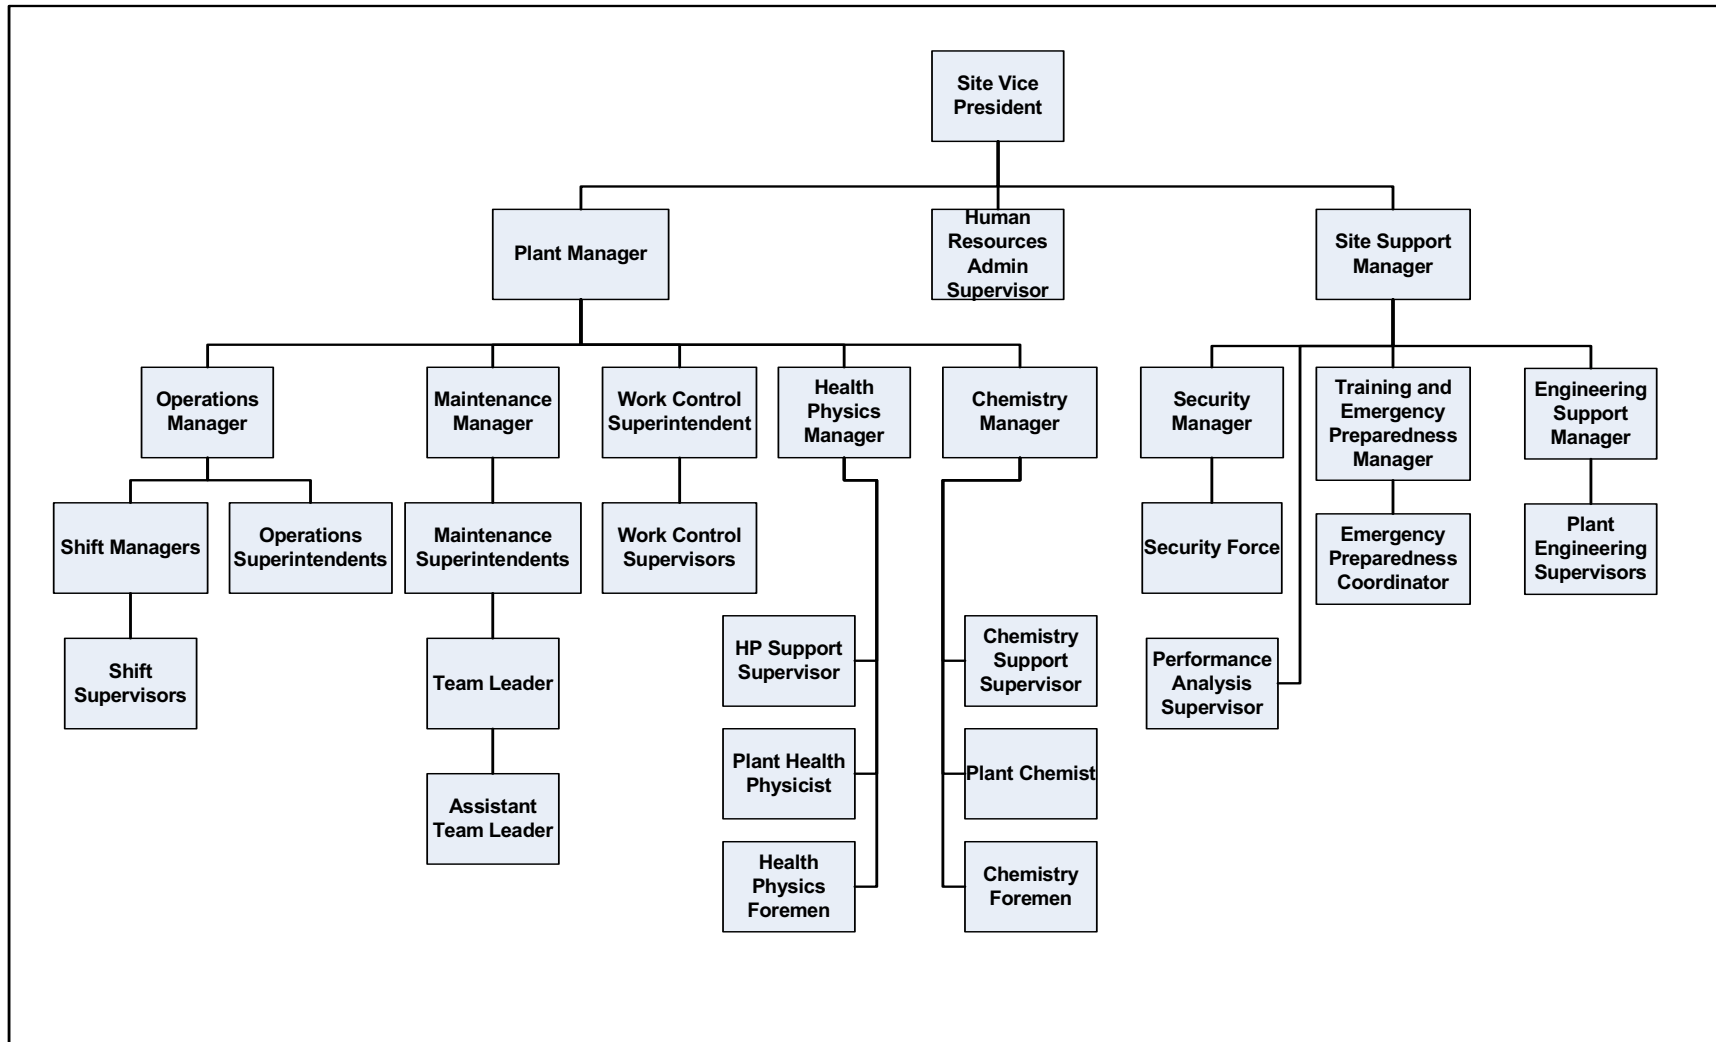 Site Vice
President
Plant Manager
Human
Resources
Admin
Supervisor
Site Support
Manager
Operations
Manager
Maintenance
Manager
Work Control
Superintendent
Health
Physics
Manager
Chemistry
Manager
Security
Manager
Training and
Emergency
Preparedness
Manager
Engineering
Support
Manager
Shift Managers
Operations
Superintendents
Maintenance
Superintendents
Work Control
Supervisors
Security Force
Emergency
Preparedness
Coordinator
Plant
Engineering
Supervisors
Shift
Supervisors
Team Leader
HP Support
Supervisor
Chemistry
Support
Supervisor
Performance
Analysis
Supervisor
Assistant
Team Leader
Plant Health
Physicist
Plant Chemist
Health
Physics
Foremen
Chemistry
Foremen